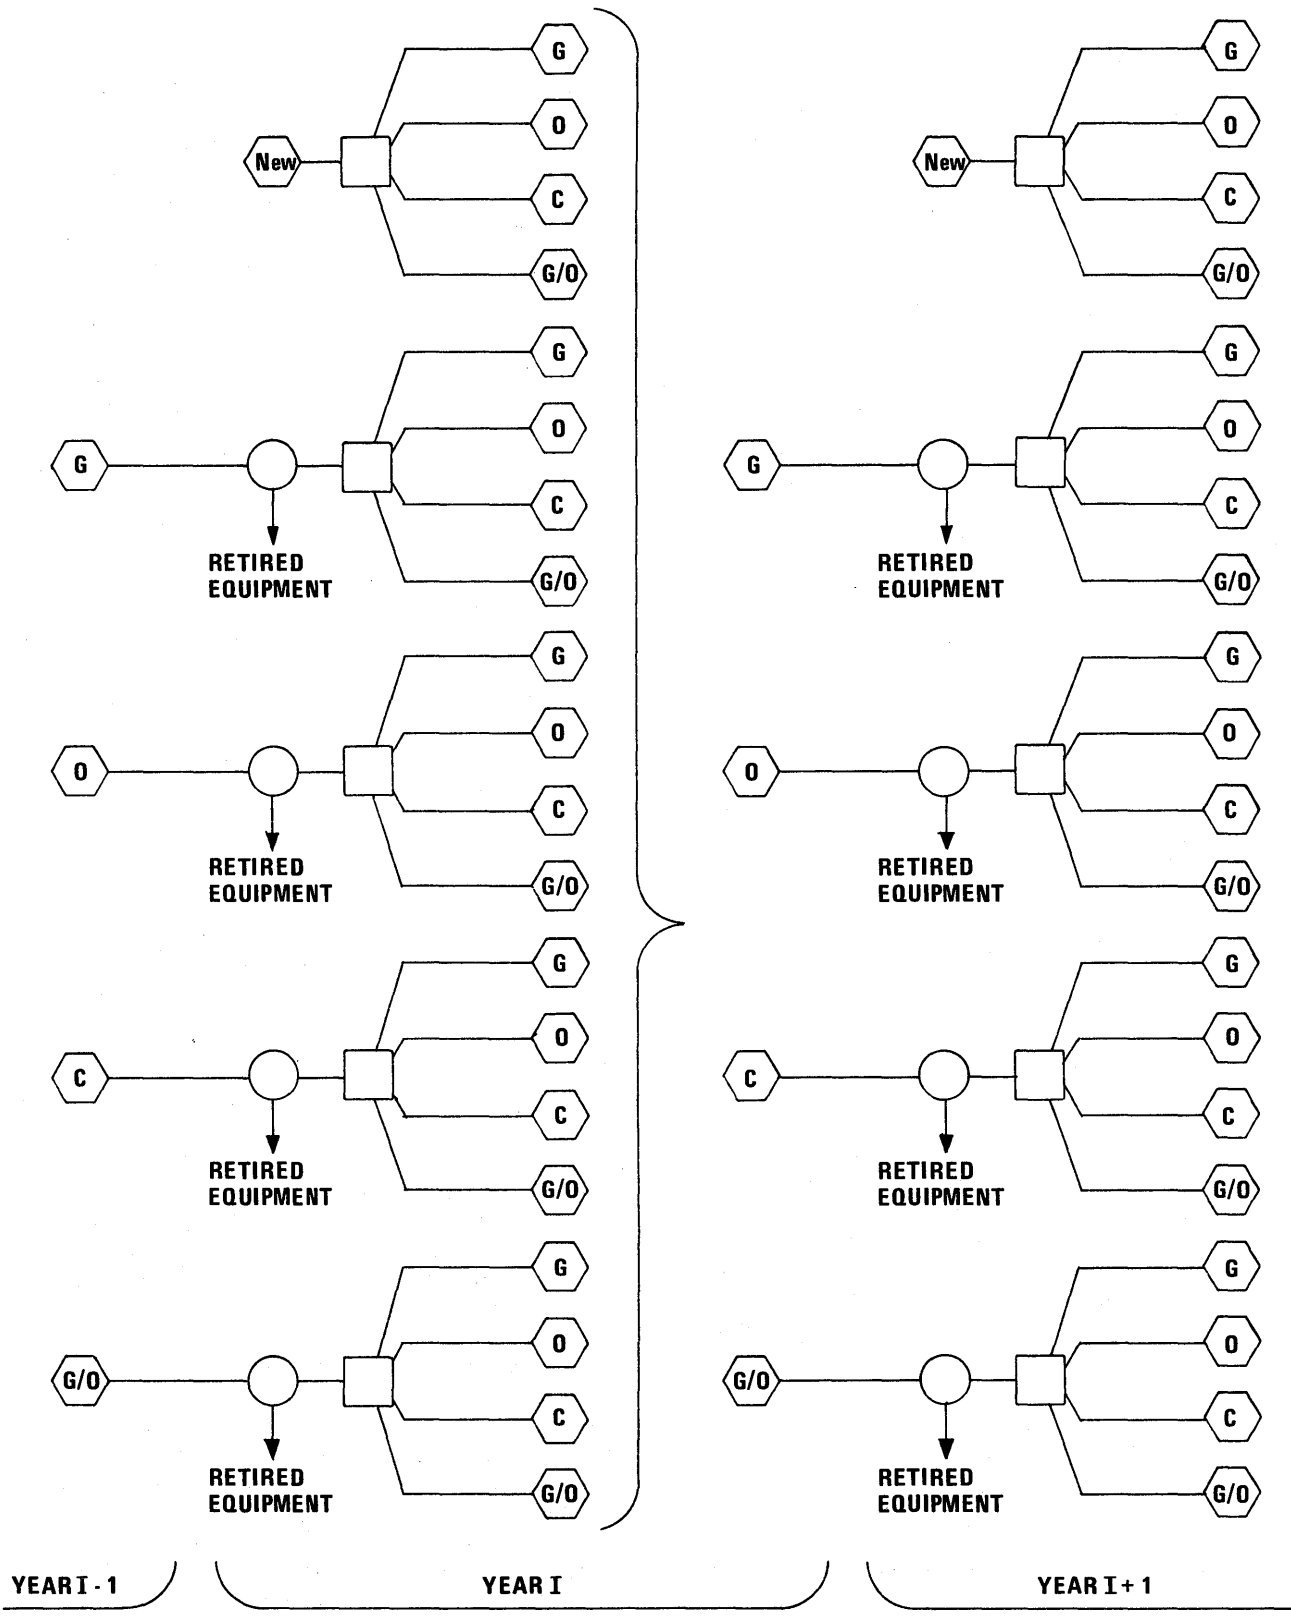 G
G
O
O
New
New
C
C
G/O
G/O
G
G
O
O
G
G
C
C
RETIRED
EQUIPMENT
G/O
RETIRED
EQUIPMENT
G/O
G
G
O
O
O
O
C
C
RETIRED
EQUIPMENT
G/O
RETIRED
EQUIPMENT
G/O
G
G
O
O
C
C
C
C
RETIRED
EQUIPMENT
G/O
RETIRED
EQUIPMENT
G/O
G
G
O
O
G/O
G/O
C
C
RETIRED
EQUIPMENT
G/O
RETIRED
EQUIPMENT
G/O
YEAR I - 1
YEAR I
YEAR I + 1